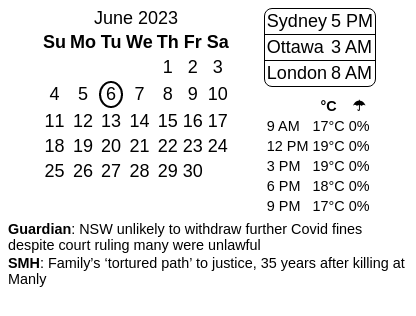 June 2023
Su Mo Tu We Th Fr Sa
1 2 3
4 5 6 7 8 9 10
11 12 13 14 15 16 17
18 19 20 21 22 23 24
25 26 27 28 29 30
Sydney 5 PM
Ottawa 3 AM
London 8 AM
°C ☂
9 AM 17°C 0%
12 PM 19°C 0%
3 PM 19°C 0%
6 PM 18°C 0%
9 PM 17°C 0%
Guardian: NSW unlikely to withdraw further Covid fines
despite court ruling many were unlawful
SMH: Family’s ‘tortured path’ to justice, 35 years after killing at
Manly